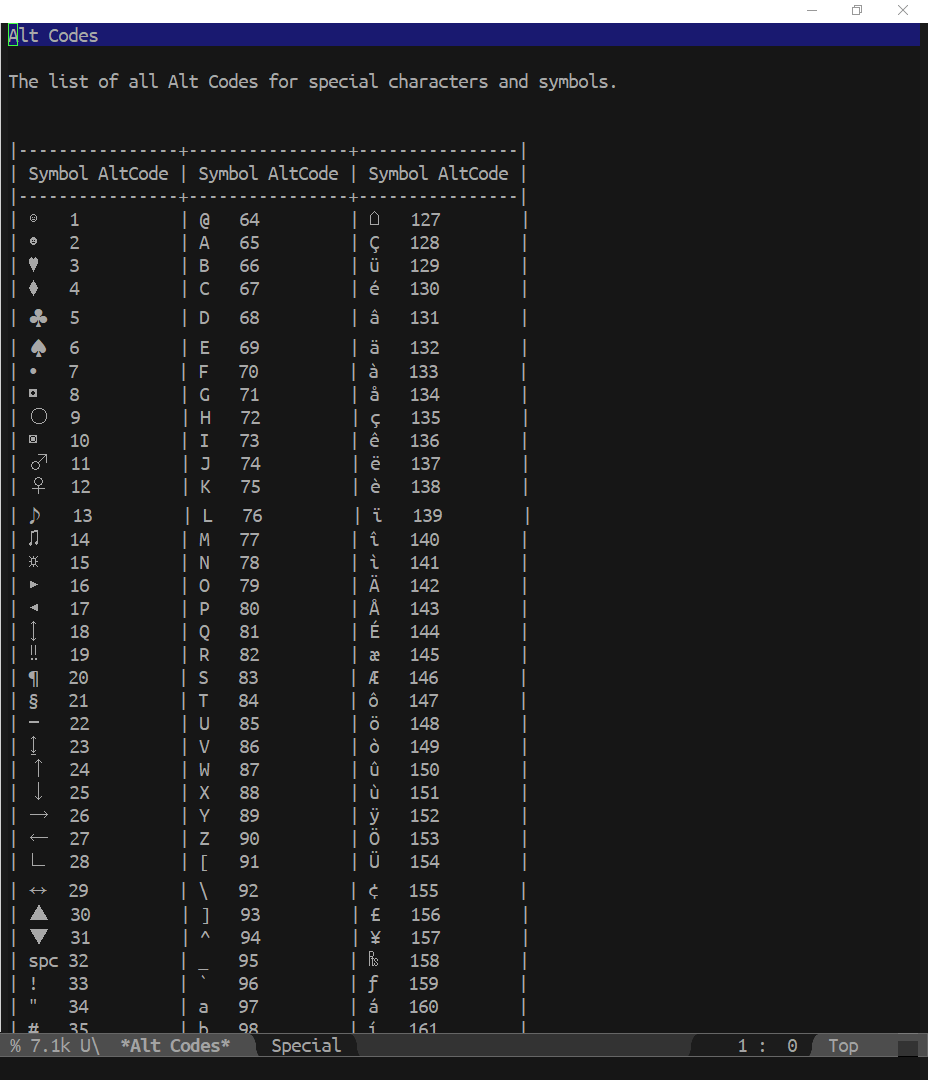 Alt Codes
The list of all Alt Codes for special characters and symbols.
|----------------+----------------+----------------|
| Symbol AltCode | Symbol AltCode | Symbol AltCode |
|----------------+----------------+----------------|
| ☺ 1 | @ 64 | ⌂ 127 |
| ☻ 2 | A 65 | Ç 128 |
| ♥ 3 | B 66 | ü 129 |
| ♦ 4 | C 67 | é 130 |
| ♣ 5 | D 68 | â 131 |
| ♠ 6 | E 69 | ä 132 |
| • 7 | F 70 | à 133 |
| ◘ 8 | G 71 | å 134 |
| ○ 9 | H 72 | ç 135 |
| ◙ 10 | I 73 | ê 136 |
| ♂ 11 | J 74 | ë 137 |
| ♀ 12 | K 75 | è 138 |
| ♪ 13 | L 76 | ï 139 |
| ♫ 14 | M 77 | î 140 |
| ☼ 15 | N 78 | ì 141 |
| ► 16 | O 79 | Ä 142 |
| ◄ 17 | P 80 | Å 143 |
| ↕ 18 | Q 81 | É 144 |
| ‼ 19 | R 82 | æ 145 |
| ¶ 20 | S 83 | Æ 146 |
| § 21 | T 84 | ô 147 |
| ▬ 22 | U 85 | ö 148 |
| ↨ 23 | V 86 | ò 149 |
| ↑ 24 | W 87 | û 150 |
| ↓ 25 | X 88 | ù 151 |
| → 26 | Y 89 | ÿ 152 |
| ← 27 | Z 90 | Ö 153 |
| ∟ 28 | [ 91 | Ü 154 |
| ↔ 29 | \ 92 | ¢ 155 |
| ▲ 30 | ] 93 | £ 156 |
| ▼ 31 | ^ 94 | ¥ 157 |
| spc 32 | _ 95 | ₧ 158 |
| ! 33 | ` 96 | ƒ 159 |
| " 34 | a 97 | á 160 |
| # 35 | b 98 | í 161 |
% 7.1k U\ *Alt Codes* Special 1 : 0 Top